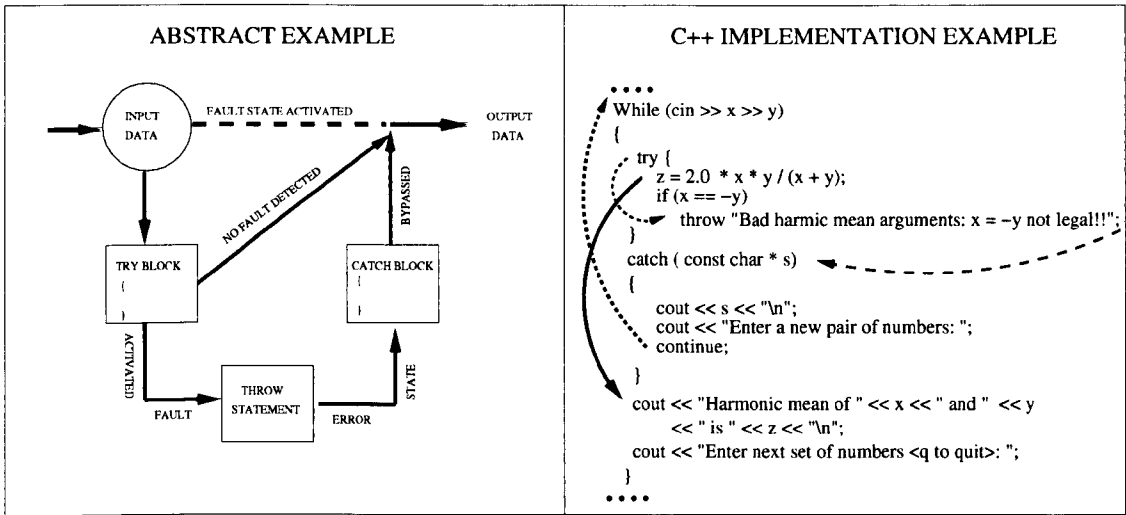 ABSTRACT EXAMPLE
INPUT
DATA
FAULT STATE ACTIVATED
OUTPUT
DATA
NO FAULT DETECTED
BYPASSED
TRY BLOCK
{
}
CATCH BLOCK
{
}
ACTIVATED
FAULT
THROW
STATEMENT
ERROR
STATE
C++ IMPLEMENTATION EXAMPLE
• • • •
While (cin >> x >> y)
{
try {
z = 2.0 * x * y / (x + y);
if (x == −y)
throw "Bad harmic mean arguments: x = −y not legal!!";
}
catch ( const char * s)
{
cout << s << "\n";
cout << "Enter a new pair of numbers: ";
continue;
}
cout << "Harmonic mean of " << x << " and " << y
<< " is " << z << "\n";
cout << "Enter next set of numbers <q to quit>: ";
}
• • • •